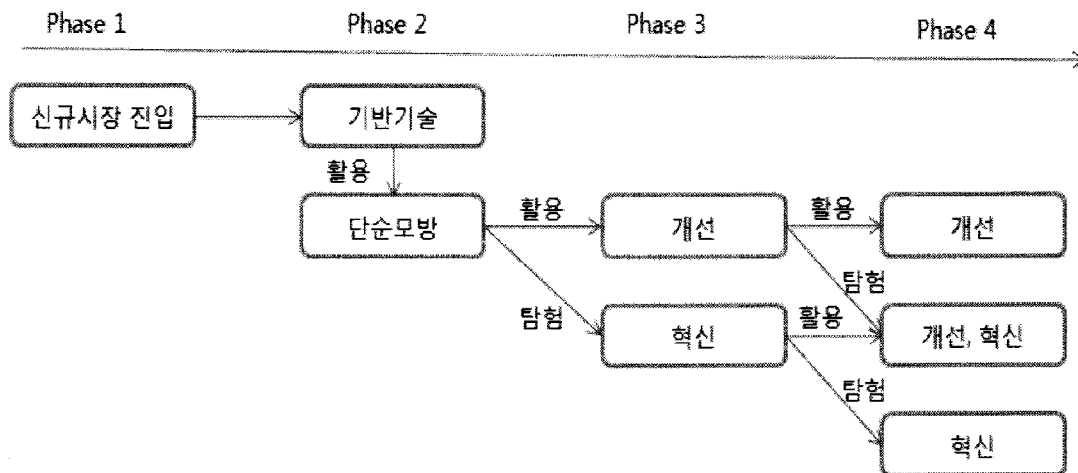 Phase 1 Phase 2 Phase 3 Phase 4
신규시장 진입 기반기술
활용
단순모방 활용 개선 활용 개선
탐험 탐험
혁신 활용 개선, 혁신
탐험
혁신